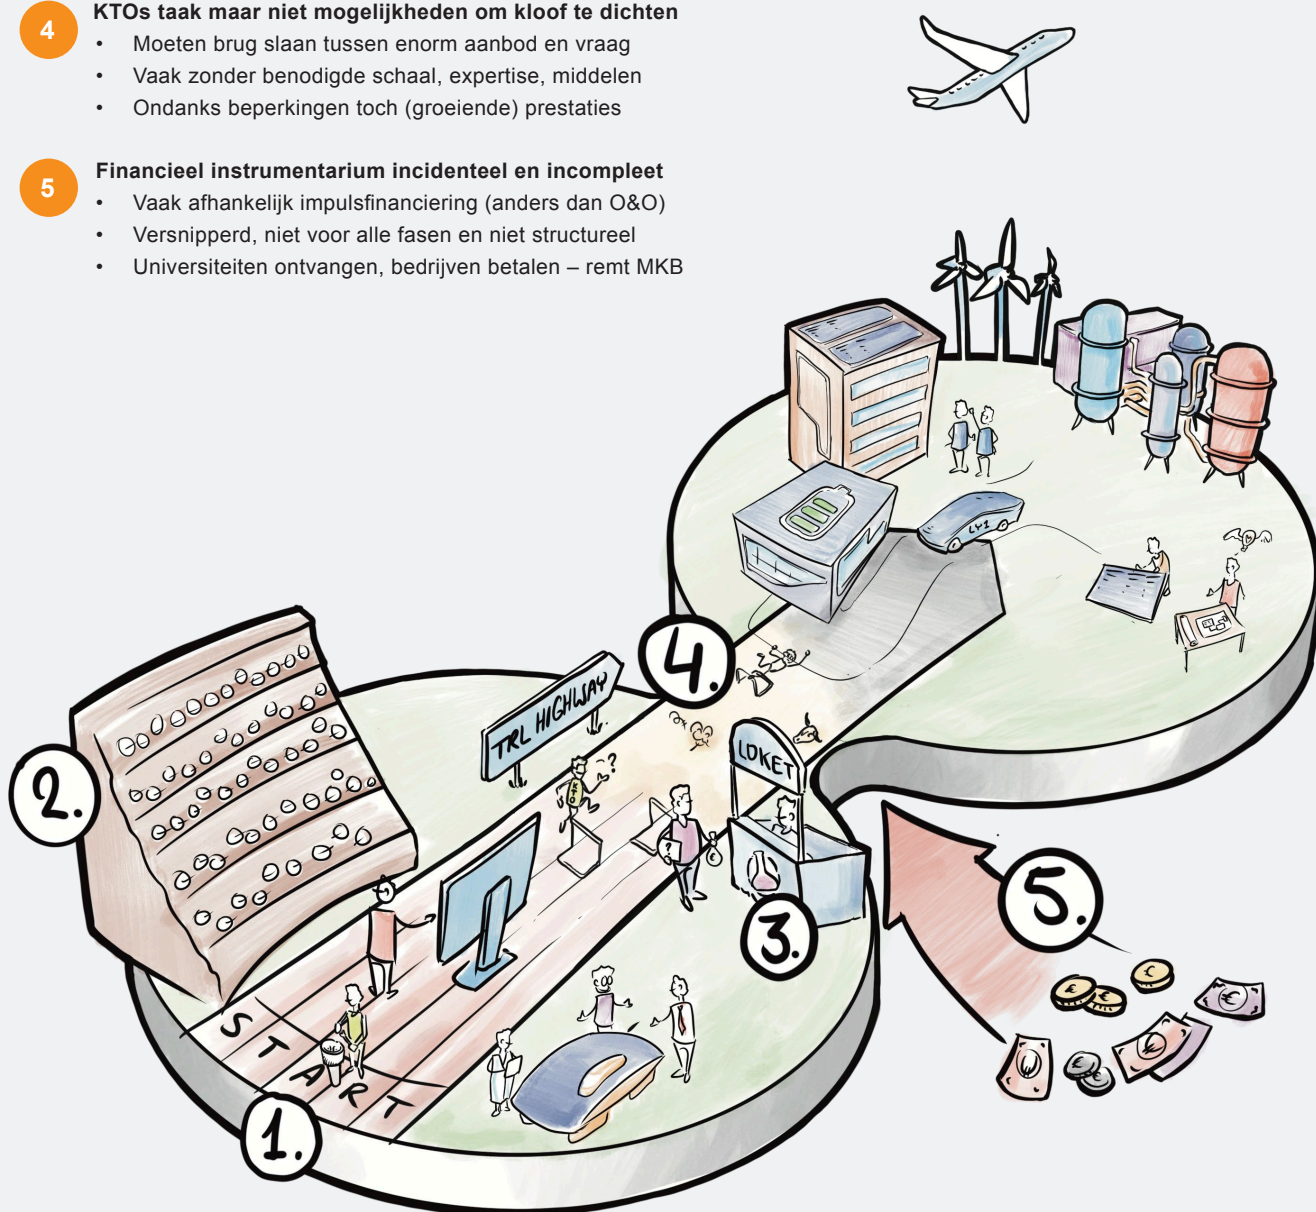 4
KTOs taak maar niet mogelijkheden om kloof te dichten
• Moeten brug slaan tussen enorm aanbod en vraag
• Vaak zonder benodigde schaal, expertise, middelen
• Ondanks beperkingen toch (groeiende) prestaties
5
Financieel instrumentarium incidenteel en incompleet
• Vaak afhankelijk impulsfinanciering (anders dan O&O)
• Versnipperd, niet voor alle fasen en niet structureel
• Universiteiten ontvangen, bedrijven betalen – remt MKB
LY1
4.
TRL HIGHWAY
LOKET
2.
KTO
?
?
€
3.
5.
€
€
€
€
€
€
START
1.